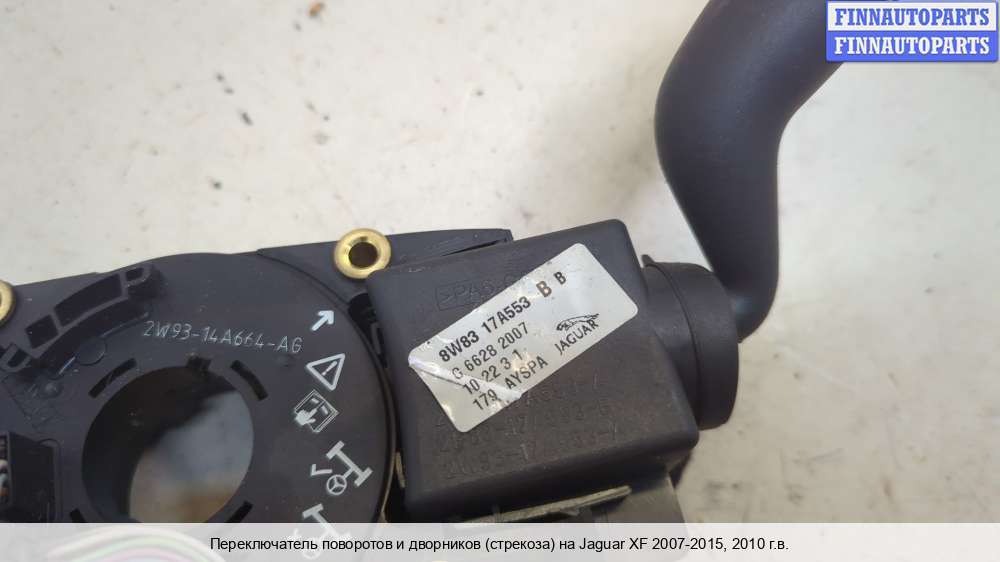 FINNAUTOPARTS
FINNAUTOPARTS
8W83 17A553 B B
G 6628 2007
10 22 3 1
179 AYSPA JAGUAR
2W93-14A664-AG
Переключатель поворотов и дворников (стрекоза) на Jaguar XF 2007-2015, 2010 г.в.